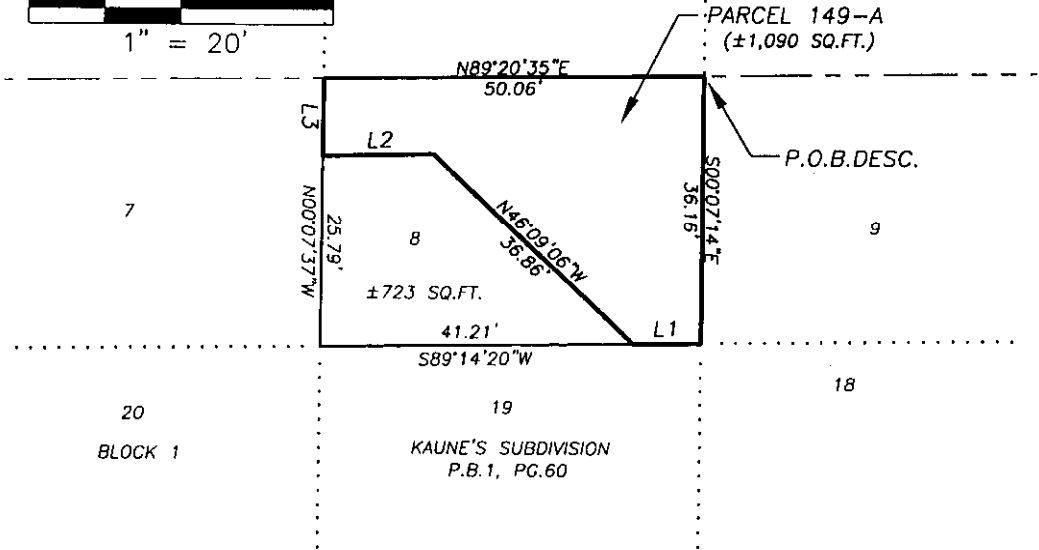 1" = 20'
PARCEL 149-A
(±1,090 SQ.FT.)
N89°20'35"E
50.06'
L3
L2
P.O.B.DESC.
S00°07'14"E
36.16'
7
N00°07'37"W
25.79'
8
N46°09'06"W
36.86'
9
±723 SQ.FT.
41.21'
L1
S89°14'20"W
18
20
19
BLOCK 1
KAUNE'S SUBDIVISION
P.B.1, PG.60